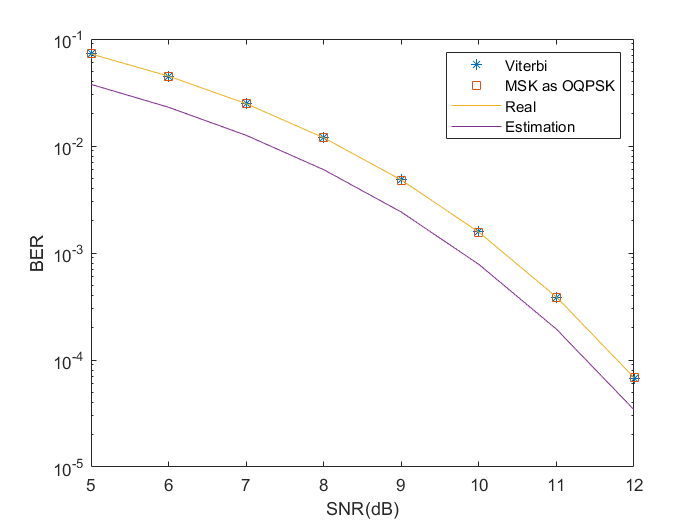 10-1
10-2
10-3
10-4
10-5
BER
5 6 7 8 9 10 11 12
SNR(dB)
Viterbi
MSK as OQPSK
Real
Estimation